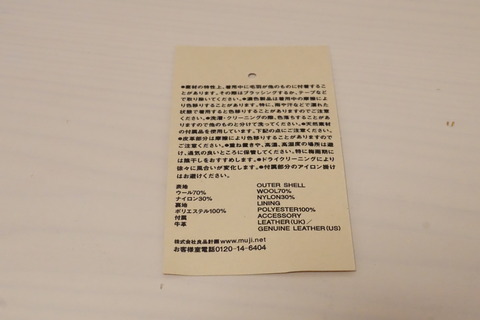 ●素材の特性上、着用中に毛羽が他のものに付着するこ
とがあります。その際はブラッシングするか、テープなど
で取り除いてください。●濃色製品は着用中の摩擦によ
り色移りすることがあります。特に、雨や汗などで濡れた
状態で着用すると色移りすることがありますのでご注意
ください。●洗濯・クリーニングの際、色落ちすることがあ
りますので他のものと分けて洗ってください。●天然素材
の付属品を使用しています。下記の点にご注意ください。
●皮革部分は摩擦により色移りすることがありますので
ご注意ください。●重ね置きや、高温、高湿度の場所は避
け、通気の良いところに保管してください。特に梅雨期に
は陰干しをおすすめします。●ドライクリーニングにより
徐々に風合いが変化します。●付属部分のアイロン掛け
はお避けください。
表地 OUTER SHELL
ウール70% WOOL70%
ナイロン30% NYLON30%
裏地 LINING
ポリエステル100% POLYESTER100%
付属 ACCESSORY
牛革 LEATHER(UK)／
GENUINE LEATHER(US)
株式会社良品計画 www.muji.net
お客様室電話0120-14-6404